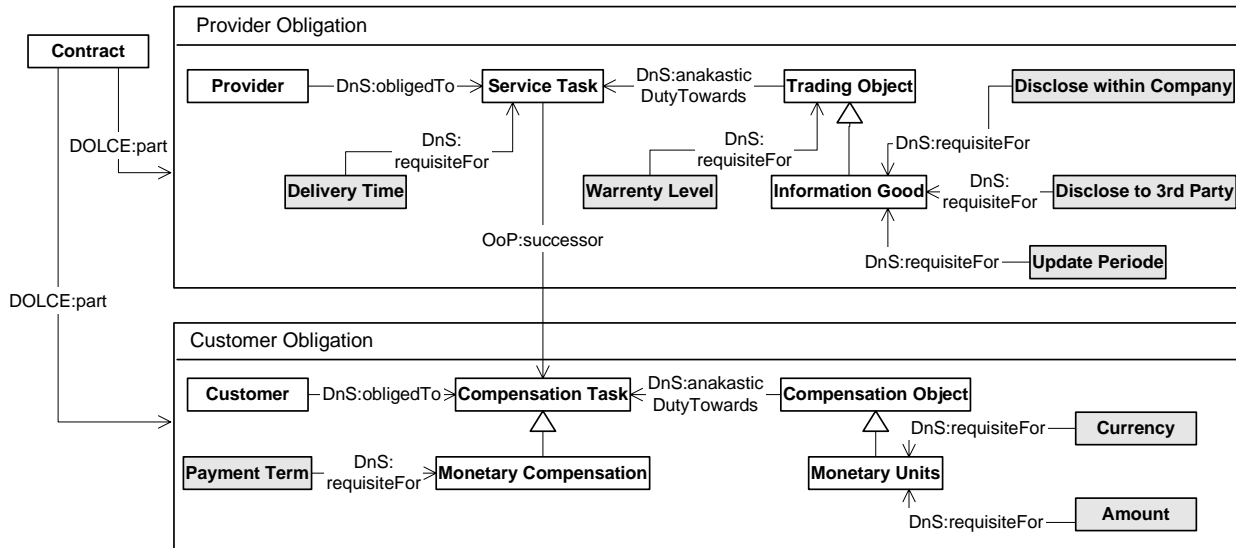 Provider Obligation
Contract
Provider
DnS:obligedTo
Service Task
DnS:anakastic
DutyTowards
Trading Object
Disclose within Company
DOLCE:part
DnS:
requisiteFor
Delivery Time
DnS:
requisiteFor
Warrenty Level
DnS:requisiteFor
Information Good
DnS:
requisiteFor
Disclose to 3rd Party
OoP:successor
DnS:requisiteFor
Update Periode
DOLCE:part
Customer Obligation
Customer
DnS:obligedTo
Compensation Task
DnS:anakastic
DutyTowards
Compensation Object
DnS:requisiteFor
Currency
Payment Term
DnS:
requisiteFor
Monetary Compensation
Monetary Units
DnS:requisiteFor
Amount